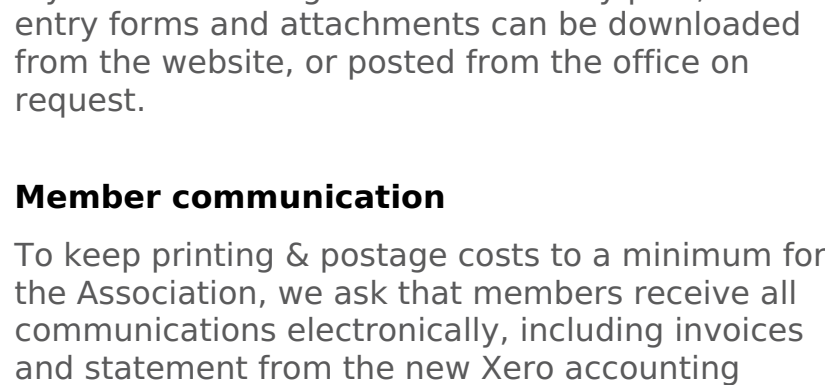 entry forms and attachments can be downloaded
from the website, or posted from the office on
request.
Member communication
To keep printing & postage costs to a minimum for
the Association, we ask that members receive all
communications electronically, including invoices
and statement from the new Xero accounting